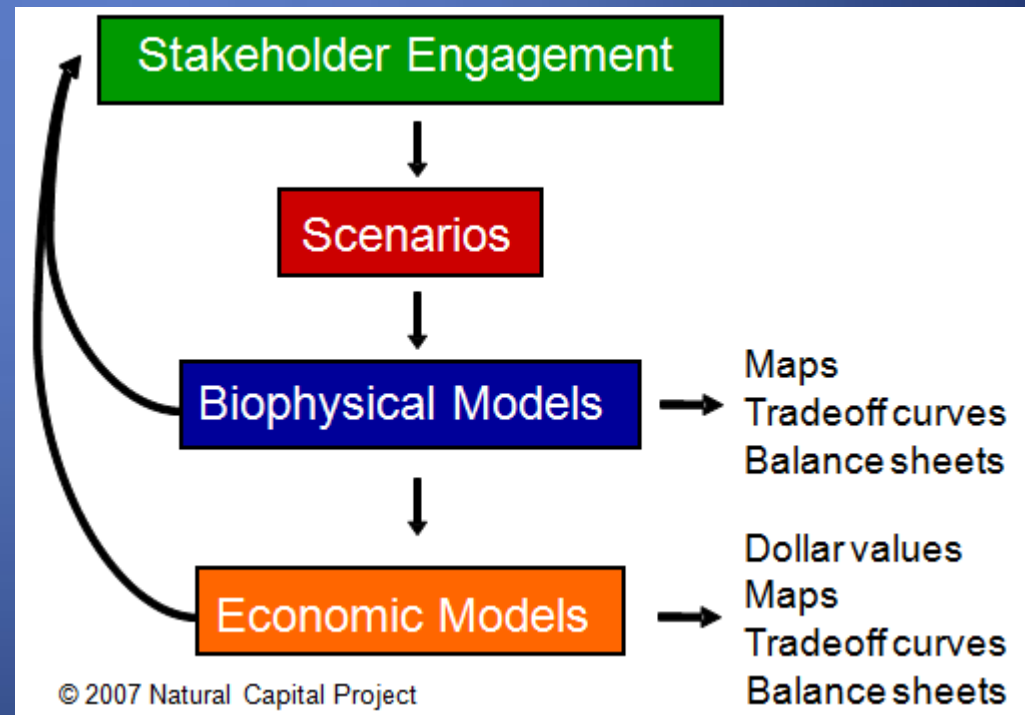 Stakeholder Engagement
Scenarios
Biophysical Models
Maps
Tradeoff curves
Balance sheets
Economic Models
Dollar values
Maps
Tradeoff curves
Balance sheets
© 2007 Natural Capital Project